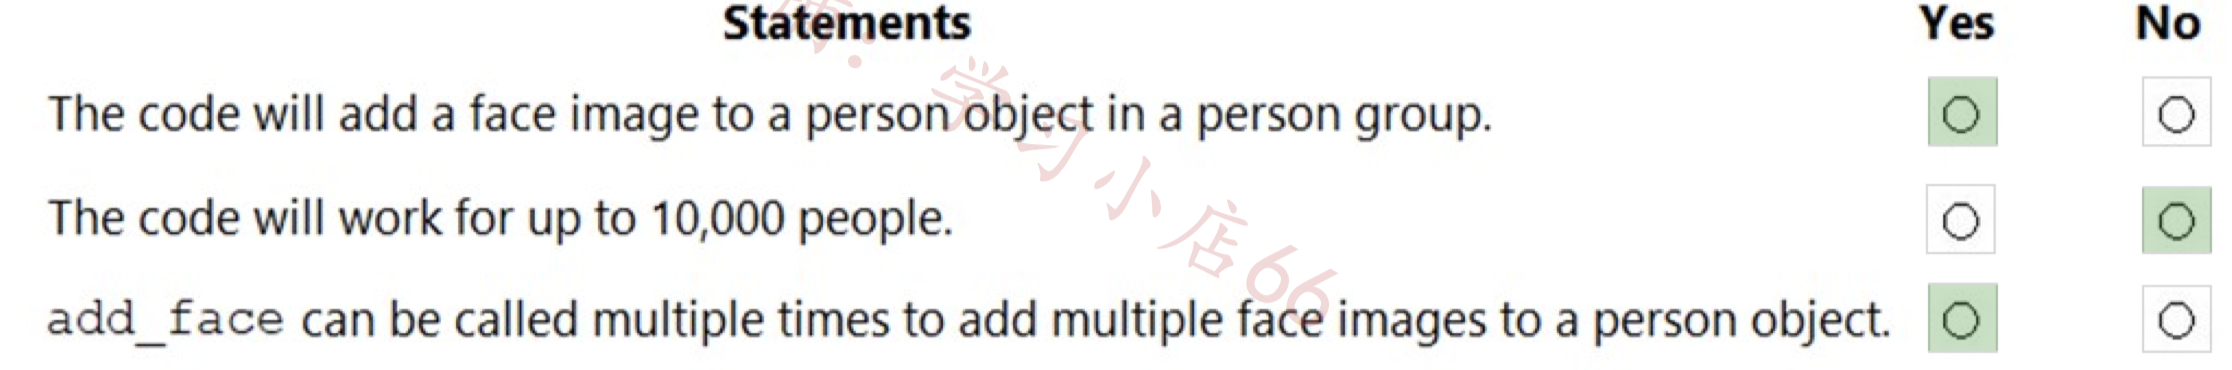 Statements Yes No
The code will add a face image to a person object in a person group.
The code will work for up to 10,000 people.
add_face can be called multiple times to add multiple face images to a person object.
学习小店66